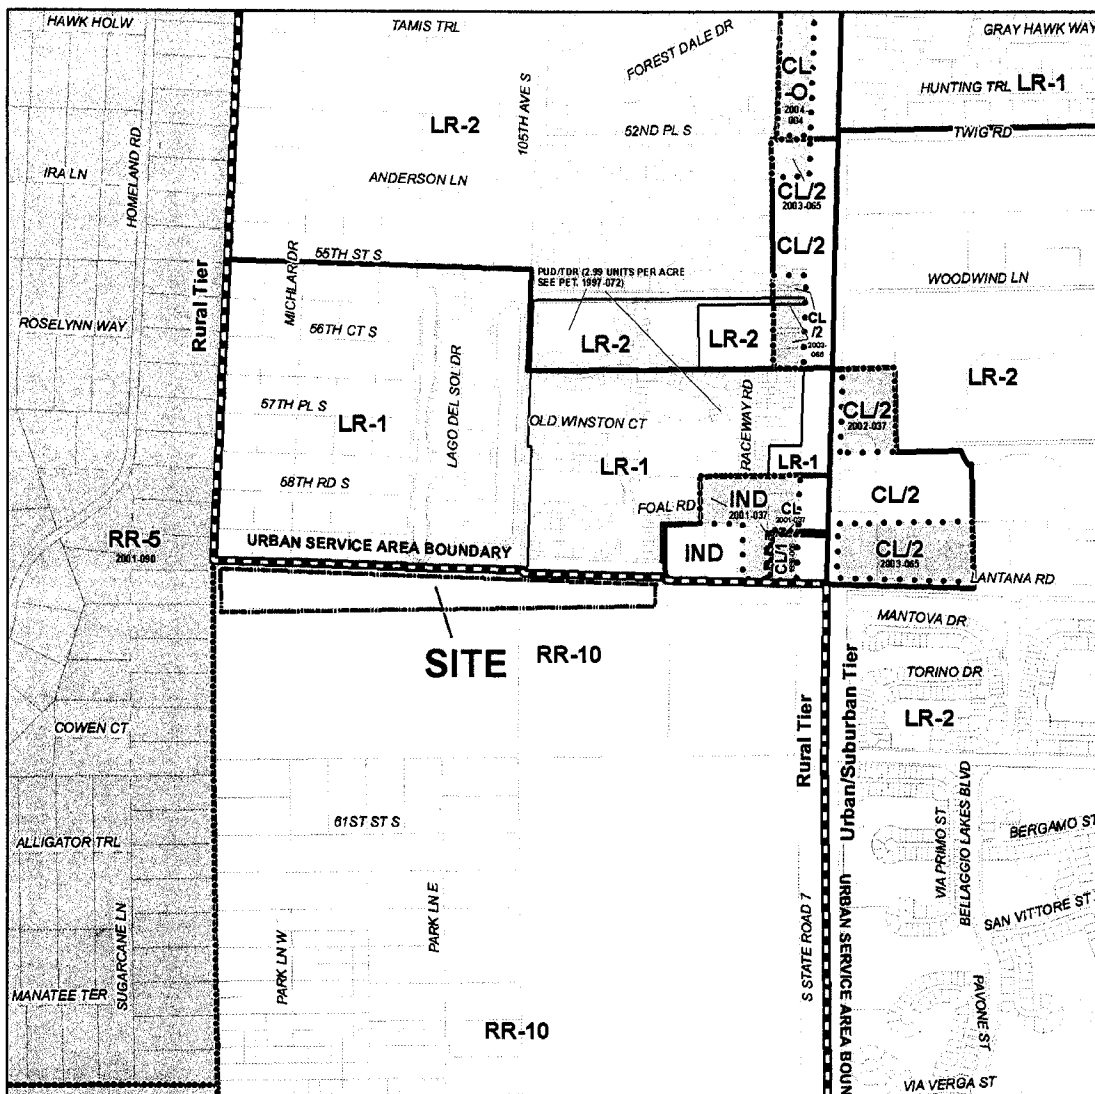 HAWK HOLW
TAMIS TRL
FOREST DALE DR
GRAY HAWK WAY
CL
-O
2004-
HUNTING TRL
LR-1
105TH AVE S
LR-2
52ND PL S
TWIG RD
HOMELAND RD
IRA LN
ANDERSON LN
CL/2
2003-065
CL/2
Rural Tier
MICHLAR DR
55TH ST S
PUD/TDR (2.99 UNITS PER ACRE
SEE PET. 1997-072)
WOODWIND LN
ROSELYNN WAY
56TH CT S
LR-2
LR-2
CL
/2
LR-2
LAGO DEL SOL DR
57TH PL S
LR-1
OLD WINSTON CT
RACEWAY RD
CL/2
2002-037
LR-1
LR-1
58TH RD S
FOAL RD
IND
2001-037
CL
2001-037
CL/2
RR-5
2001-090
URBAN SERVICE AREA BOUNDARY
IND
CL/1
CL/2
2003-065
LANTANA RD
MANTOVA DR
SITE
RR-10
TORINO DR
LR-2
Rural Tier
Urban/Suburban Tier
COWEN CT
61ST ST S
ALLIGATOR TRL
VIA PRIMO ST
BELLAGGIO LAKES BLVD
BERGAMO ST
SUGARCANE LN
PARK LN W
PARK LN E
S STATE ROAD 7
URBAN SERVICE AREA BOUN
SAN VITTORE ST
MANATEE TER
PAVONE ST
RR-10
VIA VERGA ST